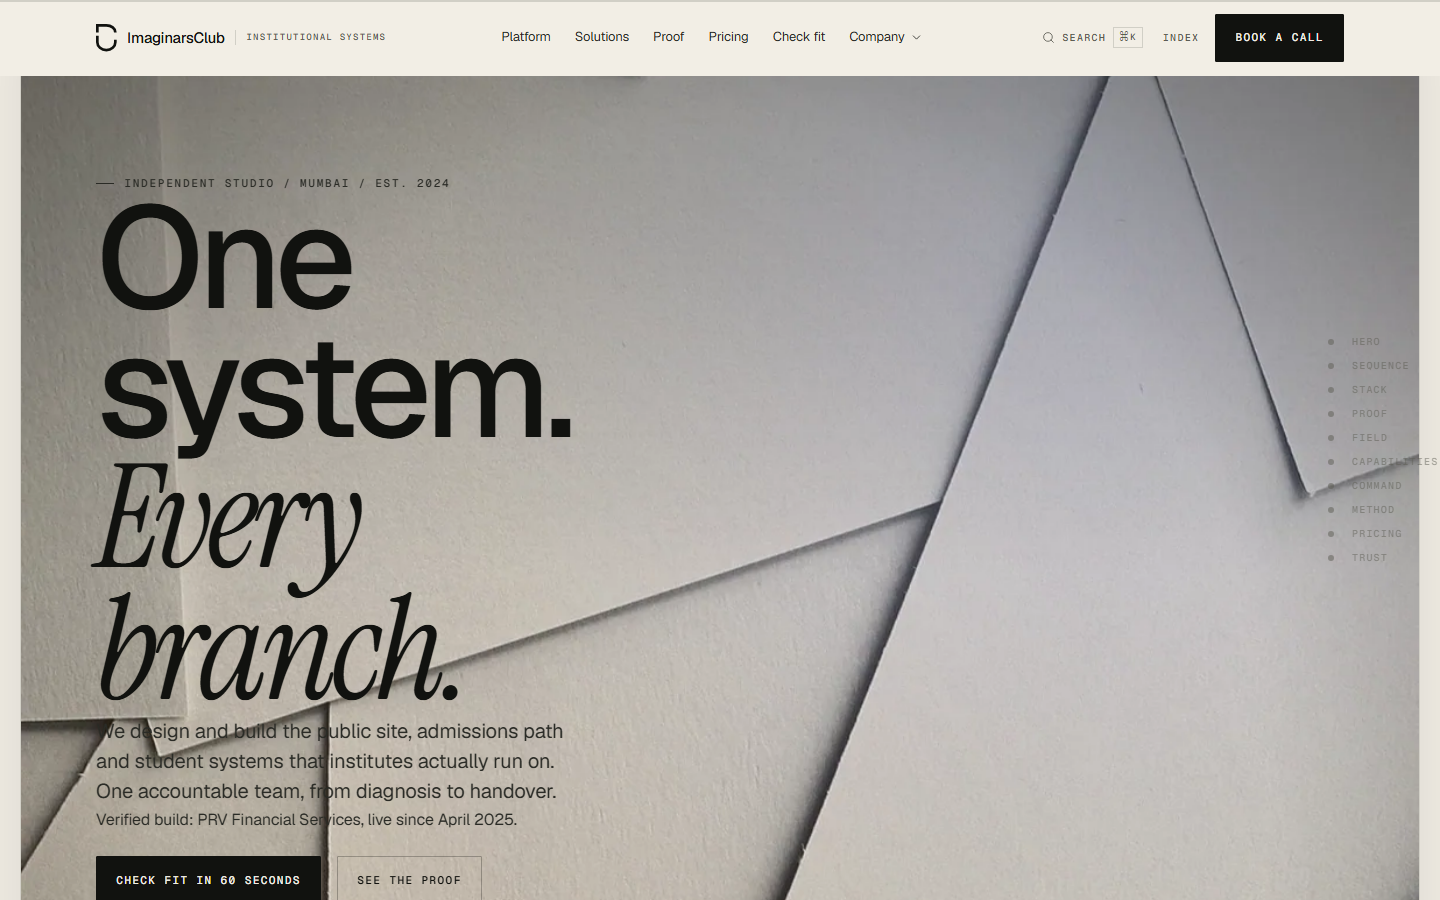 ImaginarsClub
INSTITUTIONAL SYSTEMS
Platform
Solutions
Proof
Pricing
Check fit
Company
SEARCH ⌘K
INDEX
BOOK A CALL
INDEPENDENT STUDIO / MUMBAI / EST. 2024
One
system.
Every
branch.
We design and build the public site, admissions path
and student systems that institutes actually run on.
One accountable team, from diagnosis to handover.
Verified build: PRV Financial Services, live since April 2025.
CHECK FIT IN 60 SECONDS
SEE THE PROOF
HERO
SEQUENCE
STACK
PROOF
FIELD
CAPABILITIES
COMMAND
METHOD
PRICING
TRUST